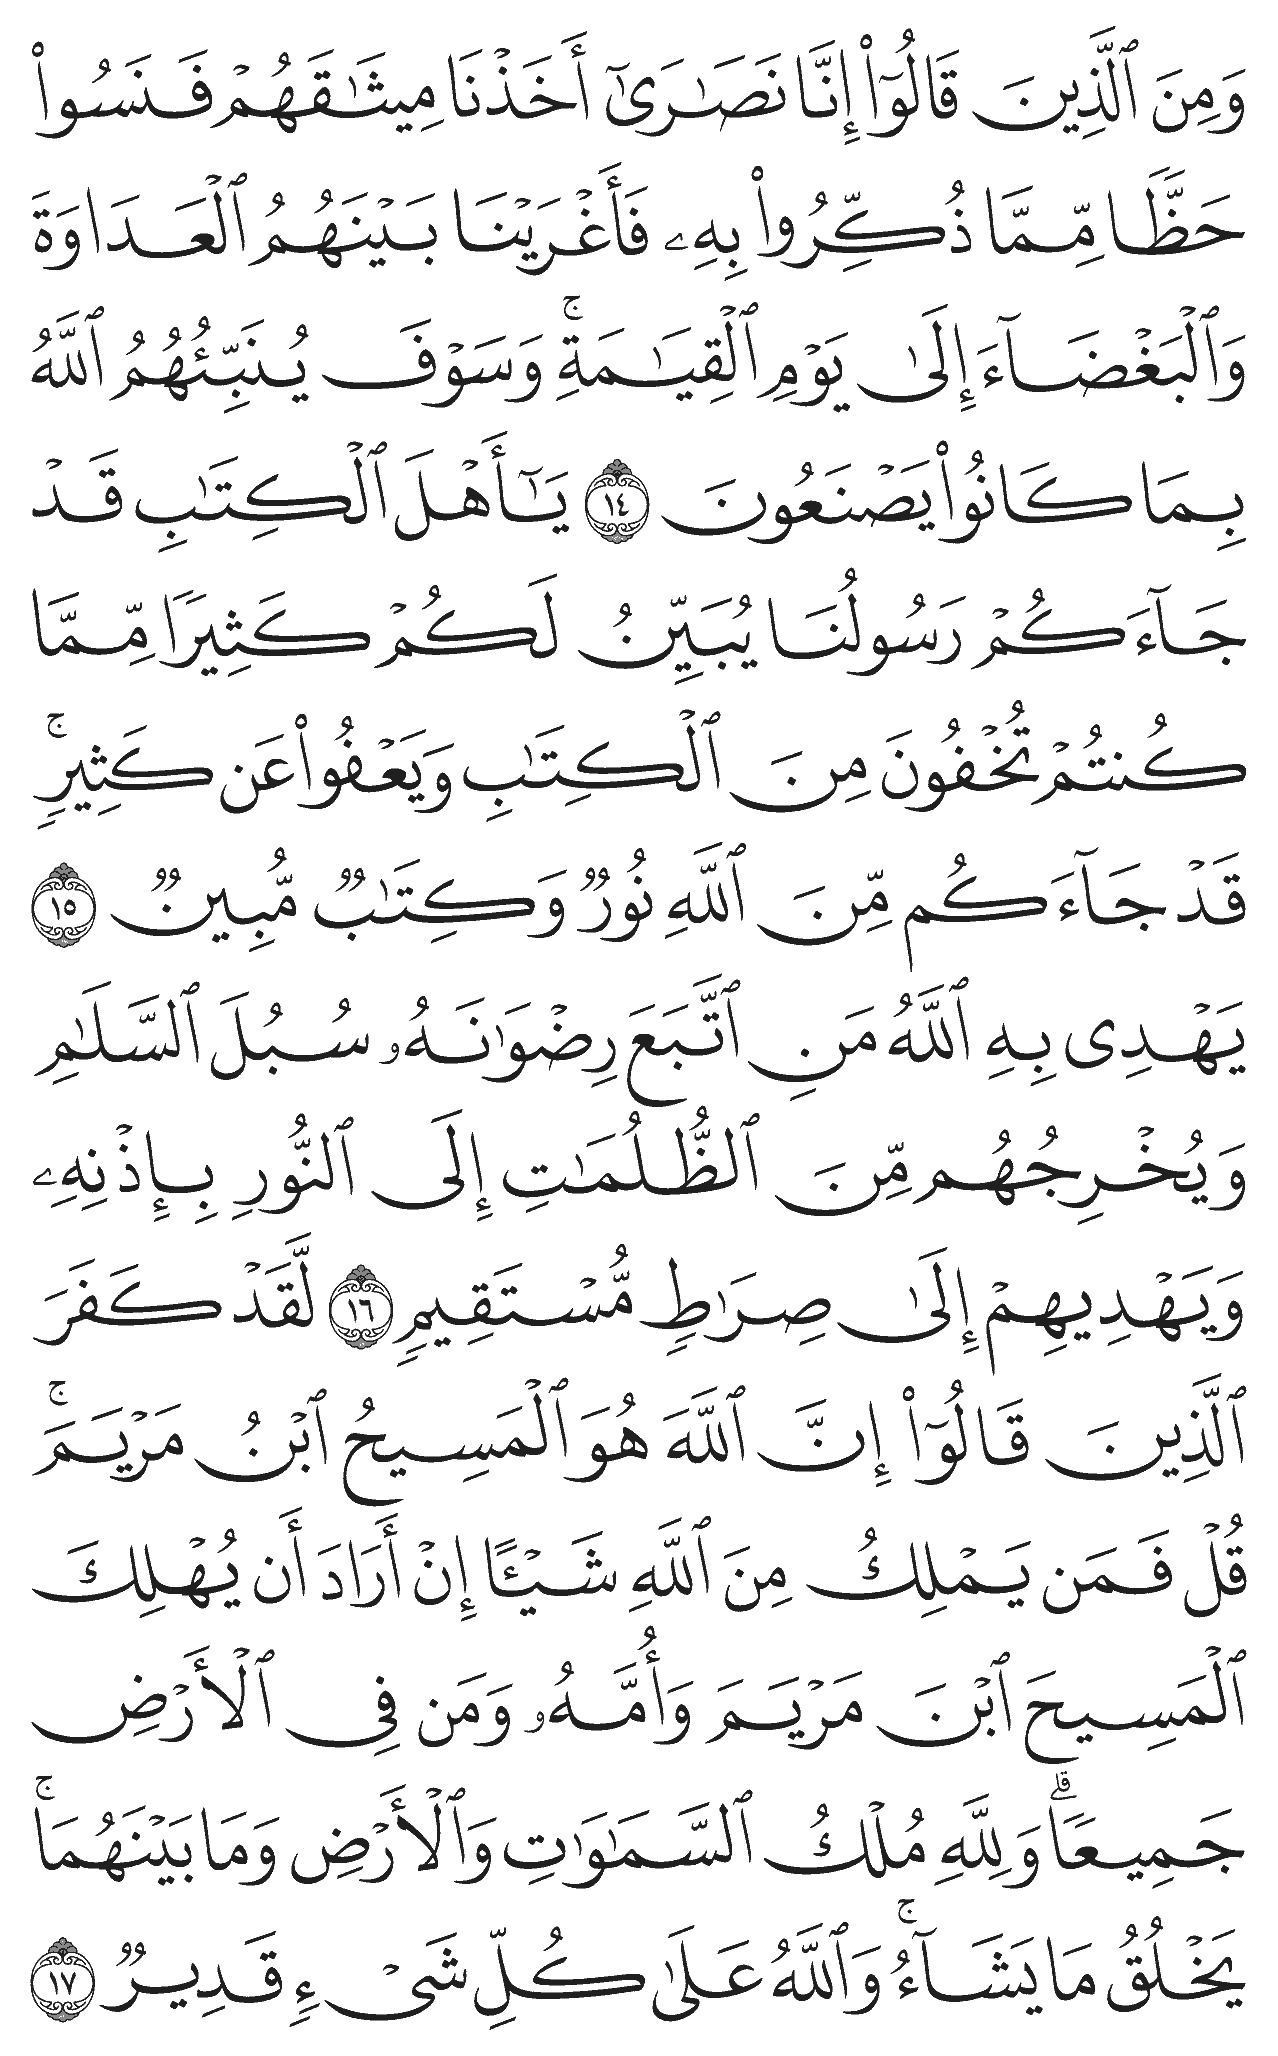 وَمِنَ ٱلَّذِينَ قَالُوٓاْ إِنَّا نَصَـٰرَىٰٓ أَخَذْنَا مِيثَـٰقَهُمْ فَنَسُواْ
حَظًّا مِّمَّا ذُكِّرُواْ بِهِۦ فَأَغْرَيْنَا بَيْنَهُمُ ٱلْعَدَاوَةَ
وَٱلْبَغْضَآءَ إِلَىٰ يَوْمِ ٱلْقِيَـٰمَةِ ۚ وَسَوْفَ يُنَبِّئُهُمُ ٱللَّهُ
بِمَا كَانُواْ يَصْنَعُونَ ١٤ يَـٰٓأَهْلَ ٱلْكِتَـٰبِ قَدْ
جَآءَكُمْ رَسُولُنَا يُبَيِّنُ لَكُمْ كَثِيرًا مِّمَّا
كُنتُمْ تُخْفُونَ مِنَ ٱلْكِتَـٰبِ وَيَعْفُواْ عَن كَثِيرٍ ۚ
قَدْ جَآءَكُم مِّنَ ٱللَّهِ نُورٌ وَكِتَـٰبٌ مُّبِينٌ ١٥
يَهْدِى بِهِ ٱللَّهُ مَنِ ٱتَّبَعَ رِضْوَٰنَهُۥ سُبُلَ ٱلسَّلَـٰمِ
وَيُخْرِجُهُم مِّنَ ٱلظُّلُمَـٰتِ إِلَى ٱلنُّورِ بِإِذْنِهِۦ
وَيَهْدِيهِمْ إِلَىٰ صِرَٰطٍ مُّسْتَقِيمٍ ١٦ لَّقَدْ كَفَرَ
ٱلَّذِينَ قَالُوٓاْ إِنَّ ٱللَّهَ هُوَ ٱلْمَسِيحُ ٱبْنُ مَرْيَمَ ۚ
قُلْ فَمَن يَمْلِكُ مِنَ ٱللَّهِ شَيْـًٔا إِنْ أَرَادَ أَن يُهْلِكَ
ٱلْمَسِيحَ ٱبْنَ مَرْيَمَ وَأُمَّهُۥ وَمَن فِى ٱلْأَرْضِ
جَمِيعًا ۗ وَلِلَّهِ مُلْكُ ٱلسَّمَـٰوَٰتِ وَٱلْأَرْضِ وَمَا بَيْنَهُمَا ۚ
يَخْلُقُ مَا يَشَآءُ ۚ وَٱللَّهُ عَلَىٰ كُلِّ شَىْءٍ قَدِيرٌ ١٧